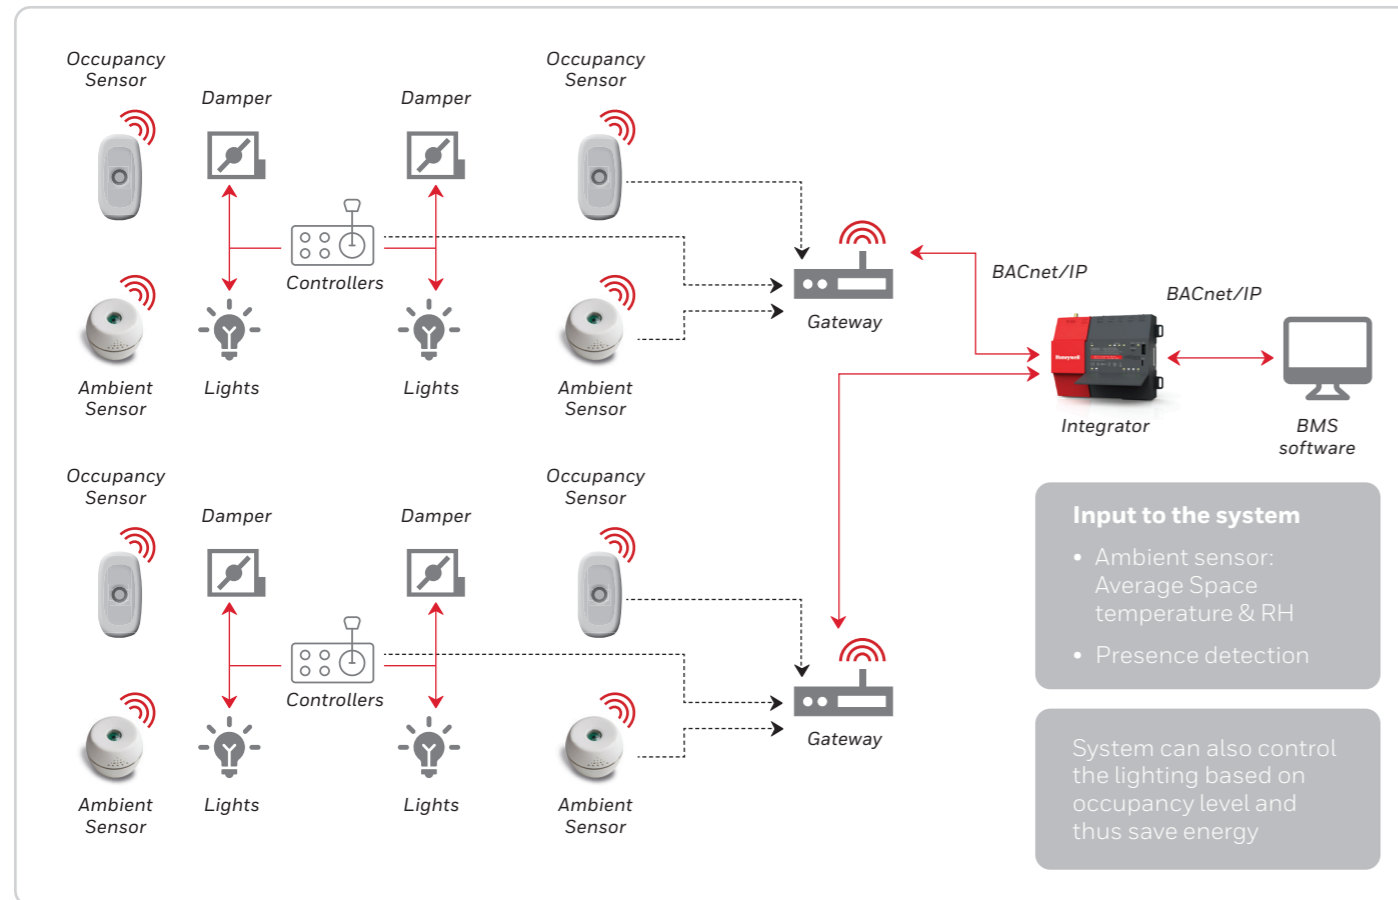 Occupancy
Sensor
Damper
Damper
Occupancy
Sensor
Controllers
Ambient
Sensor
Lights
Lights
Ambient
Sensor
Gateway
BACnet/IP
BACnet/IP
Honeywell
Integrator
BMS
software
Occupancy
Sensor
Damper
Damper
Occupancy
Sensor
Controllers
Ambient
Sensor
Lights
Lights
Ambient
Sensor
Gateway
Input to the system
• Ambient sensor:
Average Space
temperature & RH
• Presence detection
System can also control
the lighting based on
occupancy level and
thus save energy